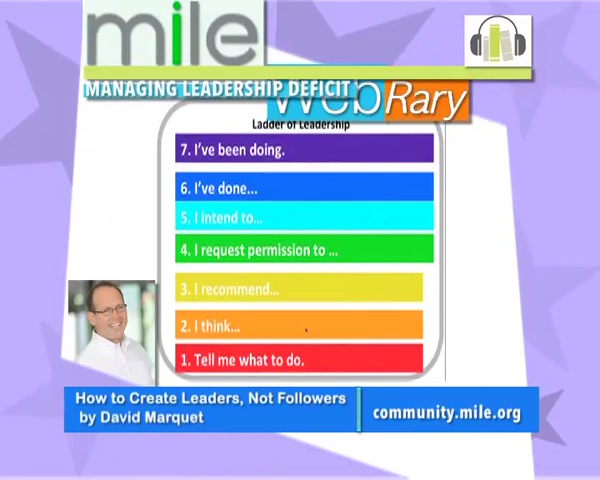 mile
MANAGING LEADERSHIP DEFICIT
WebRary
Ladder of Leadership
7. I've been doing.
6. I've done...
5. I intend to...
4. I request permission to ...
3. I recommend...
2. I think...
1. Tell me what to do.
How to Create Leaders, Not Followers
by David Marquet
community.mile.org